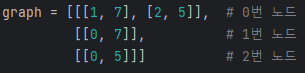 graph = [[[1, 7], [2, 5]],  # 0번 노드
         [[0, 7]],          # 1번 노드
         [[0, 5]]]          # 2번 노드